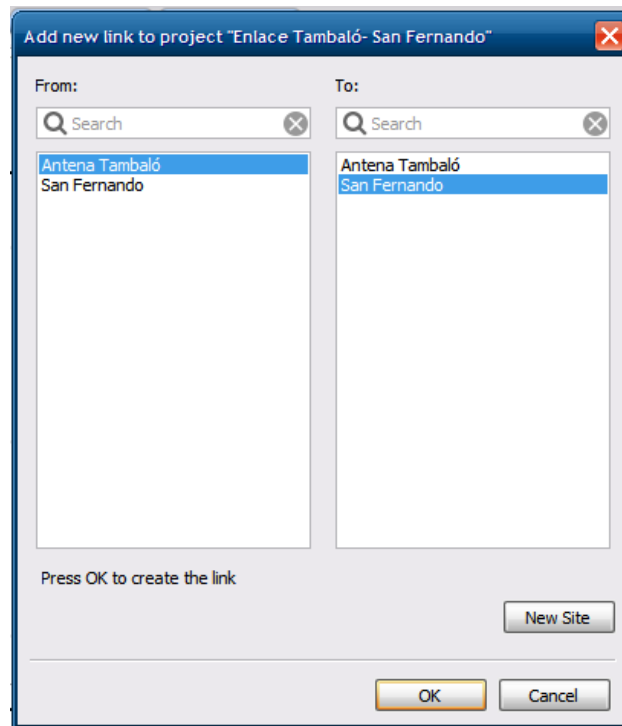 Add new link to project "Enlace Tambaló- San Fernando"
From:
To:
Search
Search
Antena Tambaló
San Fernando
Antena Tambaló
San Fernando
Press OK to create the link
New Site
OK
Cancel